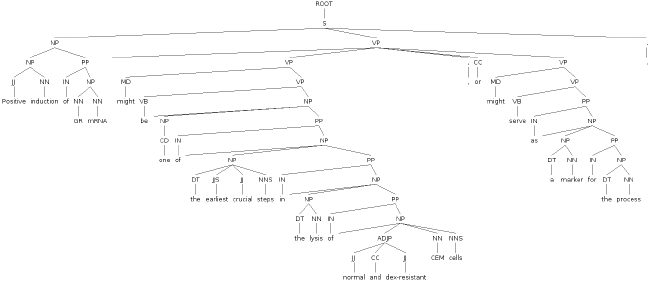 ROOT
S
NP VP .
NP PP VP , CC VP
JJ NN IN NP MD VP , or MD VP
Positive induction of NN NN might VB NP might VB PP
GR mRNA be NP PP serve IN NP
CD IN NP as NP PP
one of NP PP DT NN IN NP
DT JJS JJ NNS IN NP a marker for DT NN
the earliest crucial steps in NP PP the process
DT NN IN NP
the lysis of ADJP NN NNS
JJ CC JJ CEM cells
normal and dex-resistant